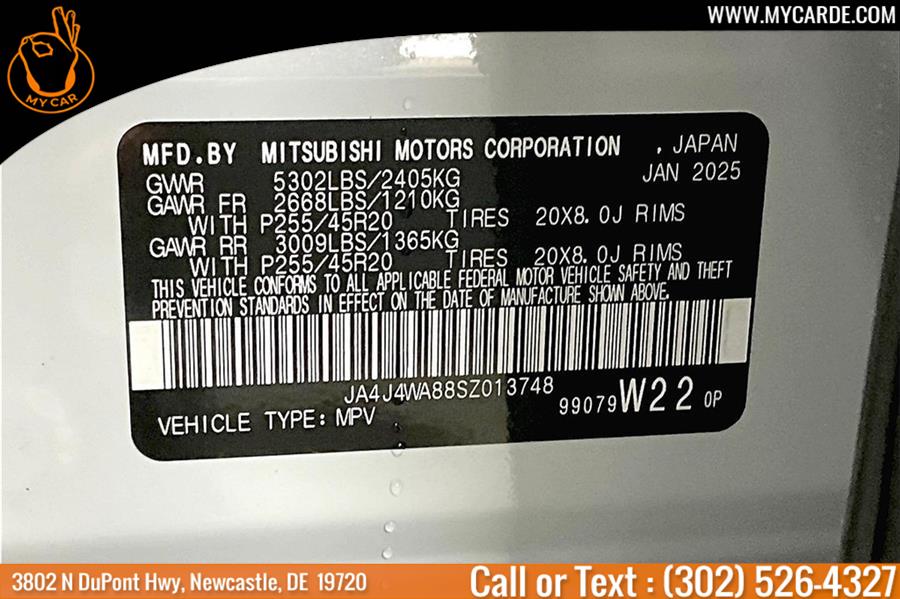 WWW.MYCARDE.COM
MY CAR
MFD.BY MITSUBISHI MOTORS CORPORATION , JAPAN
JAN 2025
GVWR 5302LBS/2405KG
GAWR FR 2668LBS/1210KG
WITH P255/45R20 TIRES 20X8.0J RIMS
GAWR RR 3009LBS/1365KG
WITH P255/45R20 TIRES 20X8.0J RIMS
THIS VEHICLE CONFORMS TO ALL APPLICABLE FEDERAL MOTOR VEHICLE SAFETY AND THEFT
PREVENTION STANDARDS IN EFFECT ON THE DATE OF MANUFACTURE SHOWN ABOVE.
JA4J4WA88SZ013748
99079 W22 0P
VEHICLE TYPE: MPV
3802 N DuPont Hwy, Newcastle, DE 19720
Call or Text : (302) 526-4327